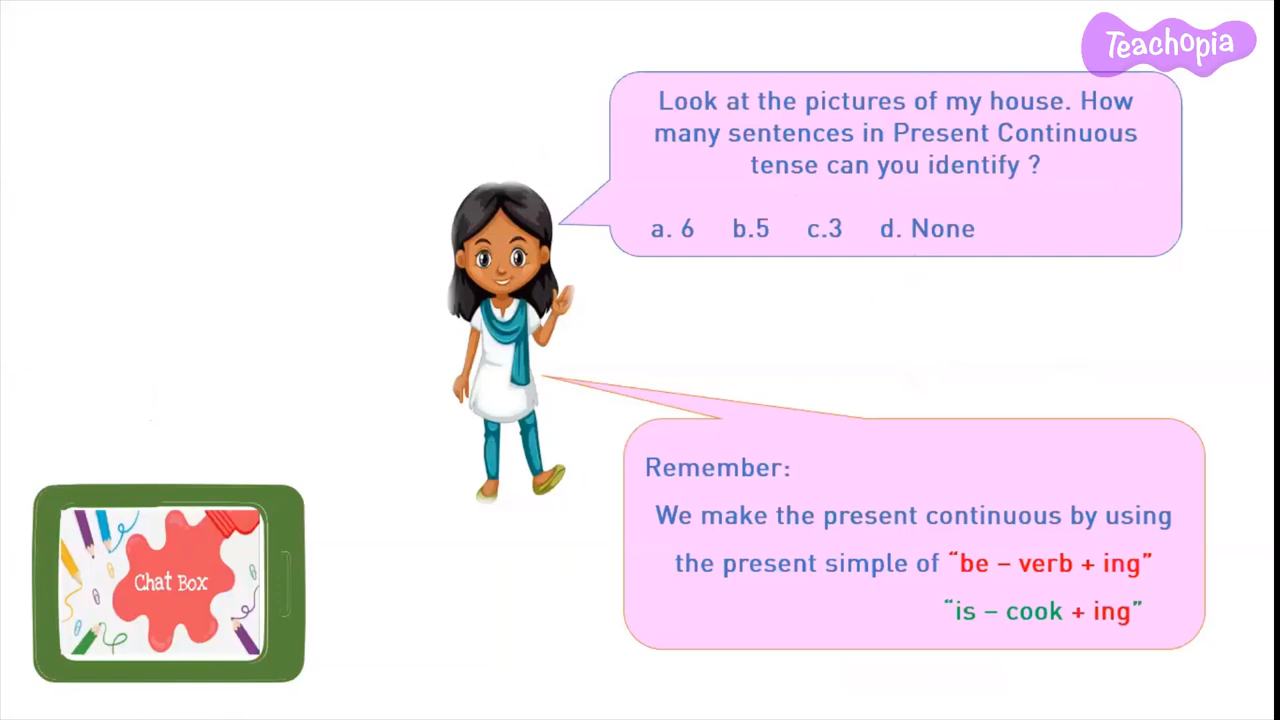 Teachopia
Look at the pictures of my house. How
many sentences in Present Continuous
tense can you identify ?
a. 6 b.5 c.3 d. None
Remember:
We make the present continuous by using
the present simple of “be – verb + ing”
“is – cook + ing”
Chat Box